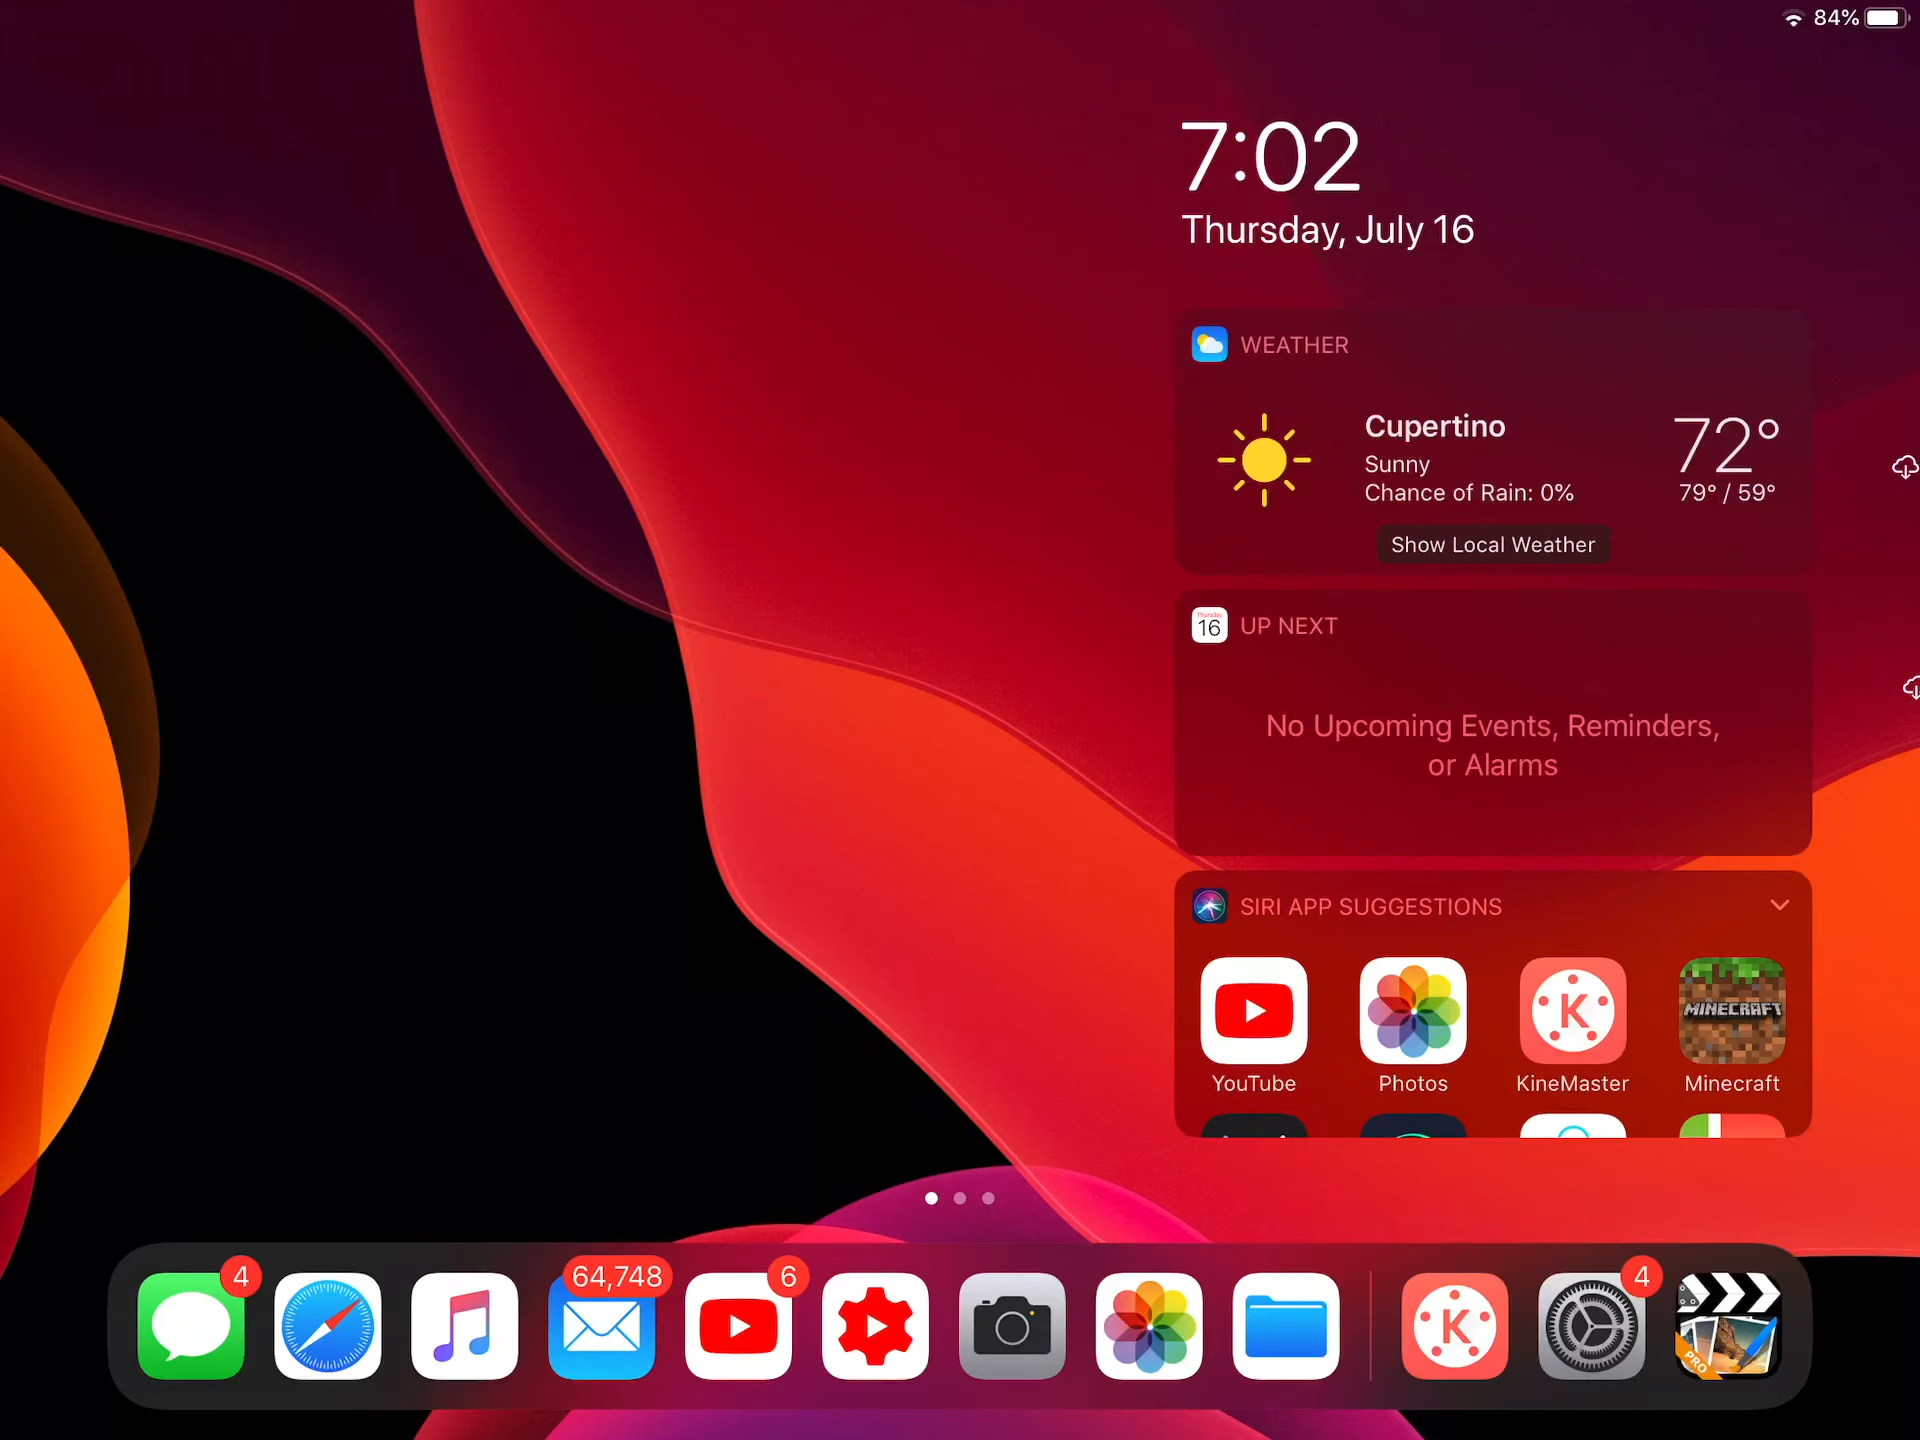 84%
7:02
Thursday, July 16
WEATHER
Cupertino
Sunny
Chance of Rain: 0%
72°
79° / 59°
Show Local Weather
Thursday
16
UP NEXT
No Upcoming Events, Reminders,
or Alarms
SIRI APP SUGGESTIONS
K
MINECRAFT
YouTube
Photos
KineMaster
Minecraft
4
64,748
6
4
K
PRO